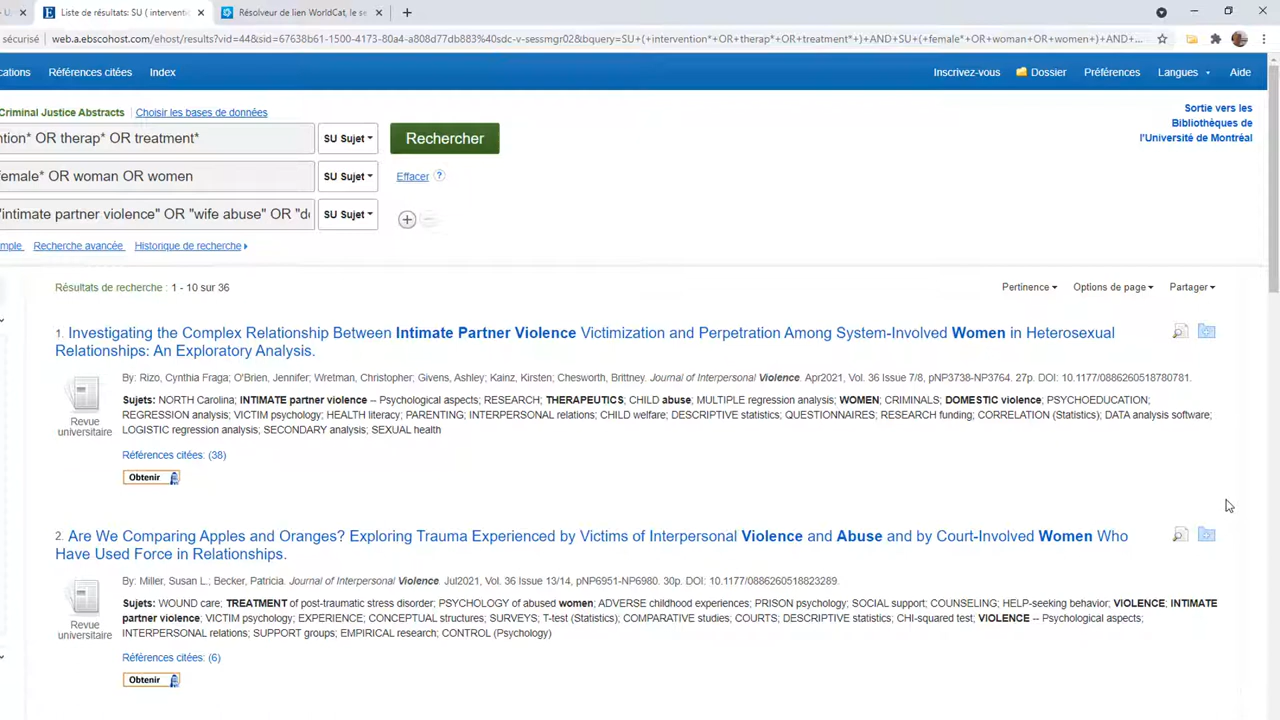 - U
Liste de résultats: SU ( interventi
Résolveur de lien WorldCat, le se
sécurisé
web.a.ebscohost.com/ehost/results?vid=44&sid=67638b61-1500-4173-80a4-a808d77db883%40sdc-v-sessmgr02&bquery=SU+(+intervention*+OR+therap*+OR+treatment*+)+AND+SU+(+female*+OR+woman+OR+women+)+AND+...
cations Références citées Index Inscrivez-vous Dossier Préférences Langues Aide
Criminal Justice Abstracts Choisir les bases de données
Sortie vers les
Bibliothèques de
l'Université de Montréal
ntion* OR therap* OR treatment* SU Sujet Rechercher
female* OR woman OR women SU Sujet Effacer ?
"intimate partner violence" OR "wife abuse" OR "d SU Sujet
mple Recherche avancée Historique de recherche
Résultats de recherche : 1 - 10 sur 36 Pertinence Options de page Partager
1. Investigating the Complex Relationship Between Intimate Partner Violence Victimization and Perpetration Among System-Involved Women in Heterosexual
Relationships: An Exploratory Analysis.
By: Rizo, Cynthia Fraga; O'Brien, Jennifer; Wretman, Christopher; Givens, Ashley; Kainz, Kirsten; Chesworth, Brittney. Journal of Interpersonal Violence. Apr2021, Vol. 36 Issue 7/8, pNP3738-NP3764. 27p. DOI: 10.1177/0886260518780781.
Sujets: NORTH Carolina; INTIMATE partner violence -- Psychological aspects; RESEARCH; THERAPEUTICS; CHILD abuse; MULTIPLE regression analysis; WOMEN; CRIMINALS; DOMESTIC violence; PSYCHOEDUCATION;
REGRESSION analysis; VICTIM psychology; HEALTH literacy; PARENTING; INTERPERSONAL relations; CHILD welfare; DESCRIPTIVE statistics; QUESTIONNAIRES; RESEARCH funding; CORRELATION (Statistics); DATA analysis software;
LOGISTIC regression analysis; SECONDARY analysis; SEXUAL health
Revue
universitaire
Références citées: (38)
Obtenir
2. Are We Comparing Apples and Oranges? Exploring Trauma Experienced by Victims of Interpersonal Violence and Abuse and by Court-Involved Women Who
Have Used Force in Relationships.
By: Miller, Susan L.; Becker, Patricia. Journal of Interpersonal Violence. Jul2021, Vol. 36 Issue 13/14, pNP6951-NP6980. 30p. DOI: 10.1177/0886260518823289.
Sujets: WOUND care; TREATMENT of post-traumatic stress disorder; PSYCHOLOGY of abused women; ADVERSE childhood experiences; PRISON psychology; SOCIAL support; COUNSELING; HELP-seeking behavior; VIOLENCE; INTIMATE
partner violence; VICTIM psychology; EXPERIENCE; CONCEPTUAL structures; SURVEYS; T-test (Statistics); COMPARATIVE studies; COURTS; DESCRIPTIVE statistics; CHI-squared test; VIOLENCE -- Psychological aspects;
INTERPERSONAL relations; SUPPORT groups; EMPIRICAL research; CONTROL (Psychology)
Revue
universitaire
Références citées: (6)
Obtenir